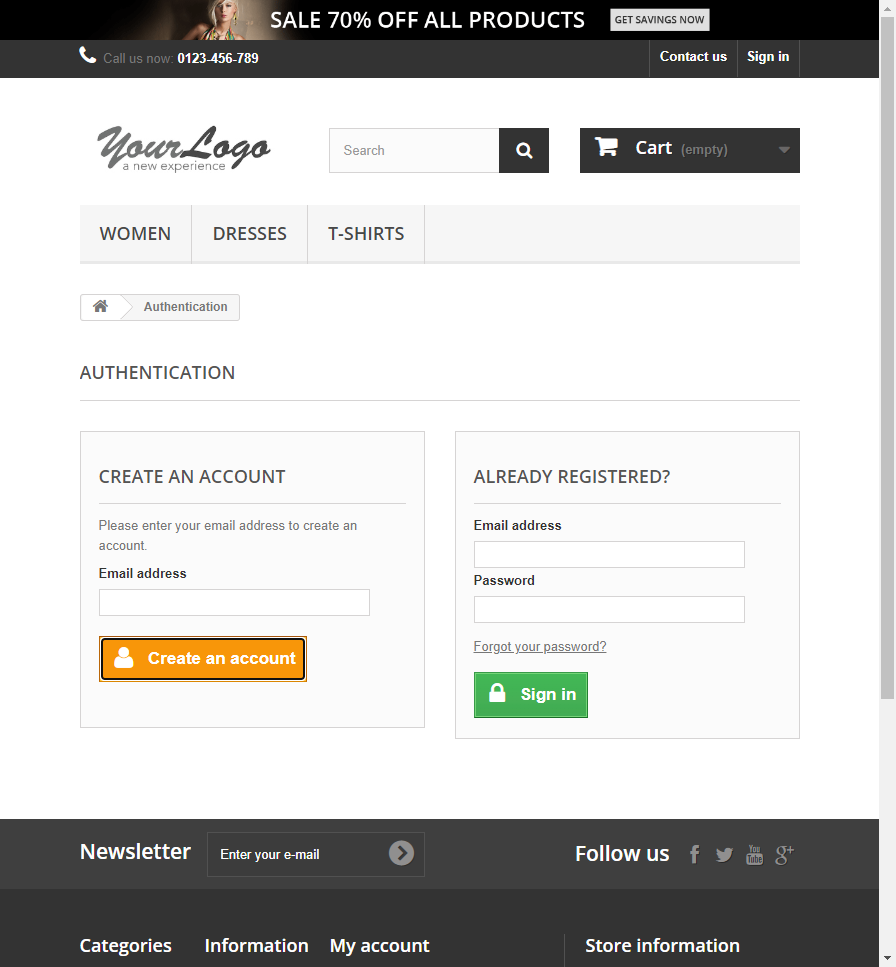 SALE 70% OFF ALL PRODUCTS
GET SAVINGS NOW
Call us now: 0123-456-789
Contact us
Sign in
YourLogo
a new experience
Search
Cart (empty)
WOMEN
DRESSES
T-SHIRTS
Authentication
AUTHENTICATION
CREATE AN ACCOUNT
Please enter your email address to create an
account.
Email address
Create an account
ALREADY REGISTERED?
Email address
Password
Forgot your password?
Sign in
Newsletter
Enter your e-mail
Follow us
f
You
Tube
g+
Categories
Information
My account
Store information